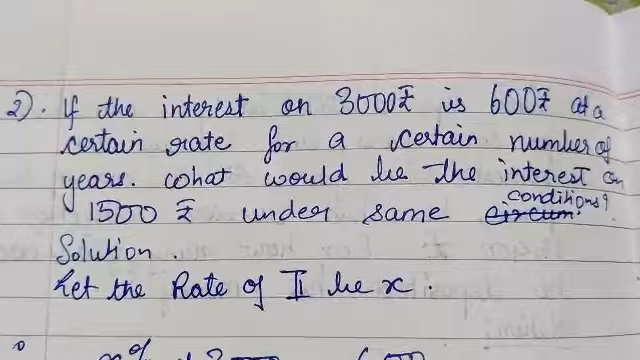 2). If the interest on 3000₹ is 600₹ at a
certain rate for a certain number of
years. What would be the interest on
1500 ₹ under same conditions?
Solution.
Let the Rate of II be x.